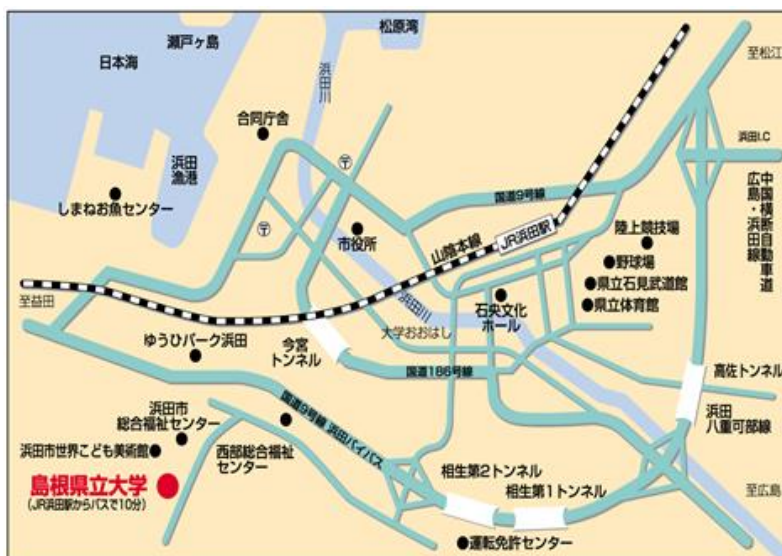 瀬戸ヶ島
松原湾
日本海
至松江
浜田川
合同庁舎
浜田I.C
浜田
漁港
〒
しまねお魚センター
国道9号線
中国横断自動車道
広島・浜田線
〒
市役所
山陰本線
JR浜田駅
陸上競技場
野球場
県立石見武道館
県立体育館
至益田
浜田川
石央文化
ホール
大学おおはし
ゆうひパーク浜田
今宮
トンネル
国道186号線
高佐トンネル
浜田
八重可部線
浜田市
総合福祉センター
国道9号線 浜田バイパス
浜田市世界こども美術館
西部総合福祉
センター
島根県立大学
(JR浜田駅からバスで10分)
相生第2トンネル
相生第1トンネル
至広島
運転免許センター